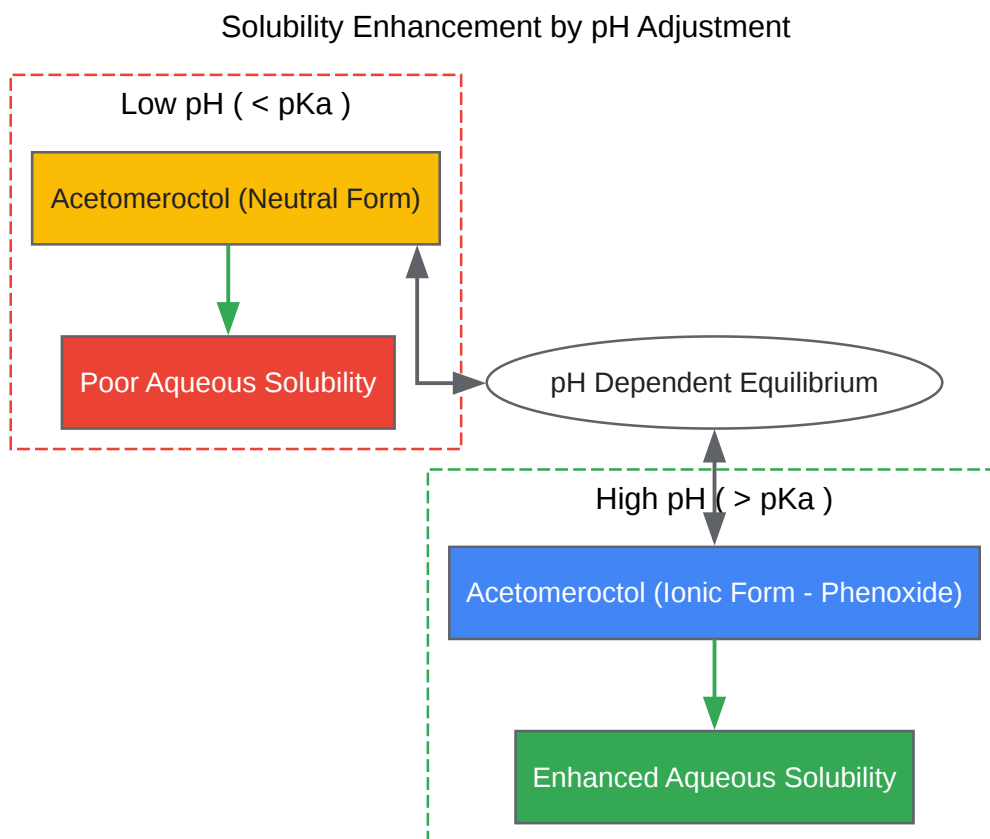 Solubility Enhancement by pH Adjustment
Low pH ( < pKa )
Acetomeroctol (Neutral Form)
Poor Aqueous Solubility
pH Dependent Equilibrium
High pH ( > pKa )
Acetomeroctol (Ionic Form - Phenoxide)
Enhanced Aqueous Solubility